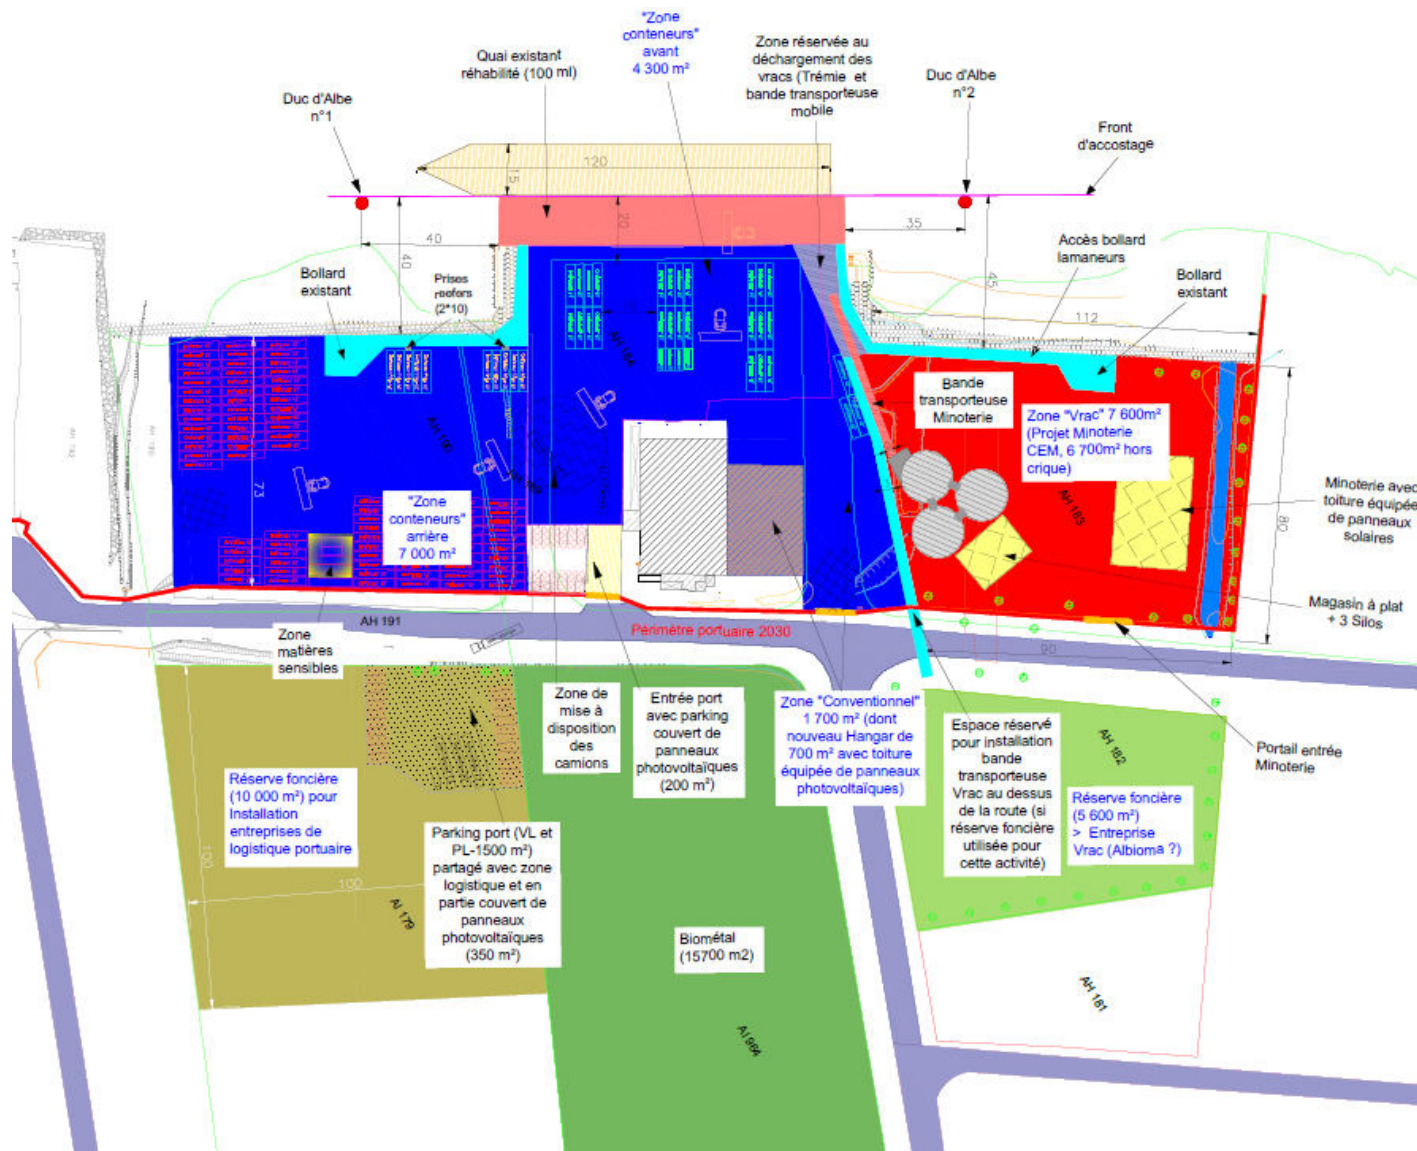 "Zone
conteneurs"
avant
4 300 m²
Quai existant
réhabilité (100 ml)
Zone réservée au
déchargement des
vracs (Trémie et
bande transporteuse
mobile
Duc d'Albe
n°1
Duc d'Albe
n°2
Front
d'accostage
120
15
20
40
40
35
45
112
Accès bollard
lamaneurs
Bollard
existant
Prises
reefers
(2*10)
Bollard
existant
AH 184
Bande
transporteuse
Minoterie
Zone "Vrac" 7 600m²
(Projet Minoterie
CEM, 6 700m² hors
crique)
AH 192
AH 190
73
"Zone
conteneurs"
arrière
7 000 m²
AH 183
80
Minoterie avec
toiture équipée
de panneaux
solaires
Magasin à plat
+ 3 Silos
AH 191
Périmètre portuaire 2030
90
Zone
matières
sensibles
Zone de
mise à
disposition
des
camions
Entrée port
avec parking
couvert de
panneaux
photovoltaïques
(200 m²)
Zone "Conventionnel"
1 700 m² (dont
nouveau Hangar de
700 m² avec toiture
équipée de panneaux
photovoltaïques)
Espace réservé
pour installation
bande
transporteuse
Vrac au dessus
de la route (si
réserve foncière
utilisée pour
cette activité)
AH 182
Portail entrée
Minoterie
Réserve foncière
(10 000 m²) pour
Installation
entreprises de
logistique portuaire
Réserve foncière
(5 600 m²)
> Entreprise
Vrac (Albioma ?)
Parking port (VL et
PL-1500 m²)
partagé avec zone
logistique et en
partie couvert de
panneaux
photovoltaïques
(350 m²)
100
100
AI 179
Biométal
(15700 m2)
AH 181
AI 964